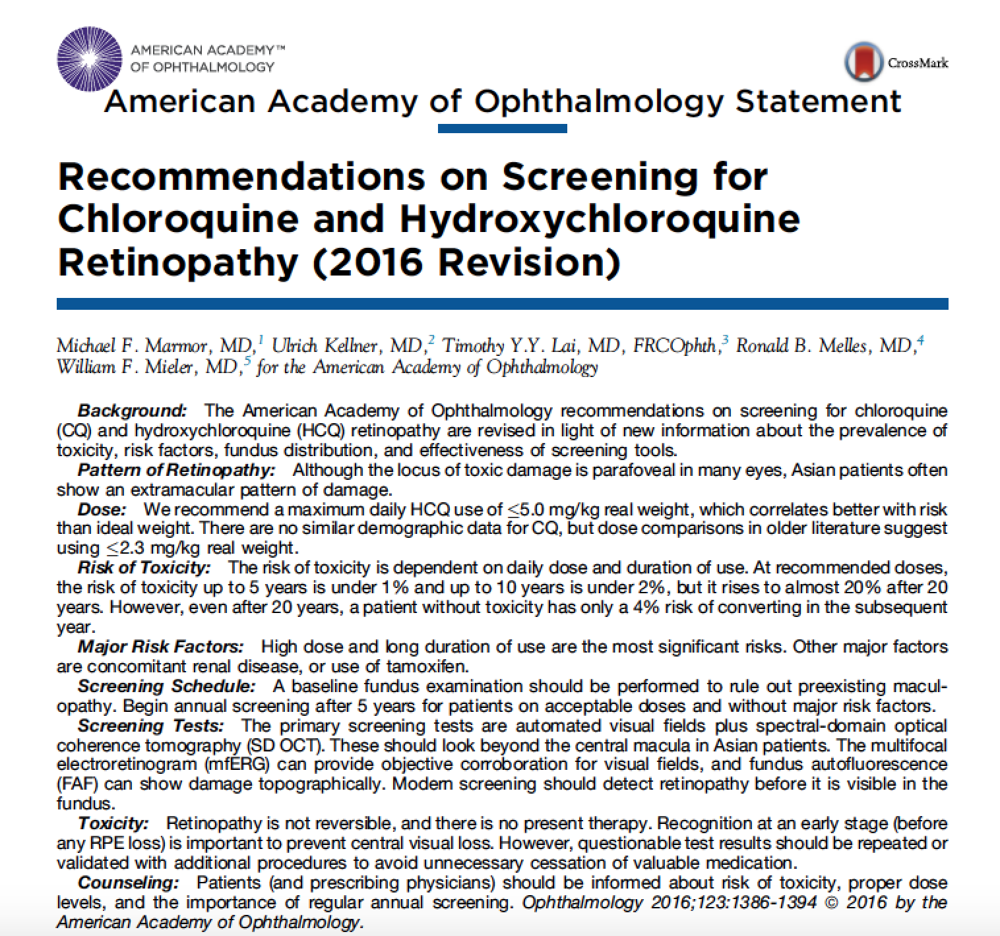 AMERICAN ACADEMY™
OF OPHTHALMOLOGY
CrossMark
American Academy of Ophthalmology Statement
Recommendations on Screening for
Chloroquine and Hydroxychloroquine
Retinopathy (2016 Revision)
Michael F. Marmor, MD,1 Ulrich Kellner, MD,2 Timothy Y.Y. Lai, MD, FRCOphth,3 Ronald B. Melles, MD,4
William F. Mieler, MD,5 for the American Academy of Ophthalmology
Background: The American Academy of Ophthalmology recommendations on screening for chloroquine
(CQ) and hydroxychloroquine (HCQ) retinopathy are revised in light of new information about the prevalence of
toxicity, risk factors, fundus distribution, and effectiveness of screening tools.
Pattern of Retinopathy: Although the locus of toxic damage is parafoveal in many eyes, Asian patients often
show an extramacular pattern of damage.
Dose: We recommend a maximum daily HCQ use of ≤5.0 mg/kg real weight, which correlates better with risk
than ideal weight. There are no similar demographic data for CQ, but dose comparisons in older literature suggest
using ≤2.3 mg/kg real weight.
Risk of Toxicity: The risk of toxicity is dependent on daily dose and duration of use. At recommended doses,
the risk of toxicity up to 5 years is under 1% and up to 10 years is under 2%, but it rises to almost 20% after 20
years. However, even after 20 years, a patient without toxicity has only a 4% risk of converting in the subsequent
year.
Major Risk Factors: High dose and long duration of use are the most significant risks. Other major factors
are concomitant renal disease, or use of tamoxifen.
Screening Schedule: A baseline fundus examination should be performed to rule out preexisting macul-
opathy. Begin annual screening after 5 years for patients on acceptable doses and without major risk factors.
Screening Tests: The primary screening tests are automated visual fields plus spectral-domain optical
coherence tomography (SD OCT). These should look beyond the central macula in Asian patients. The multifocal
electroretinogram (mfERG) can provide objective corroboration for visual fields, and fundus autofluorescence
(FAF) can show damage topographically. Modern screening should detect retinopathy before it is visible in the
fundus.
Toxicity: Retinopathy is not reversible, and there is no present therapy. Recognition at an early stage (before
any RPE loss) is important to prevent central visual loss. However, questionable test results should be repeated or
validated with additional procedures to avoid unnecessary cessation of valuable medication.
Counseling: Patients (and prescribing physicians) should be informed about risk of toxicity, proper dose
levels, and the importance of regular annual screening. Ophthalmology 2016;123:1386-1394 © 2016 by the
American Academy of Ophthalmology.